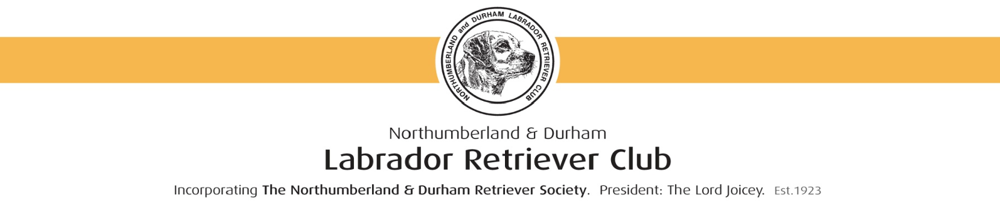 NORTHUMBERLAND and DURHAM LABRADOR RETRIEVER CLUB
Northumberland & Durham
Labrador Retriever Club
Incorporating The Northumberland & Durham Retriever Society. President: The Lord Joicey. Est.1923